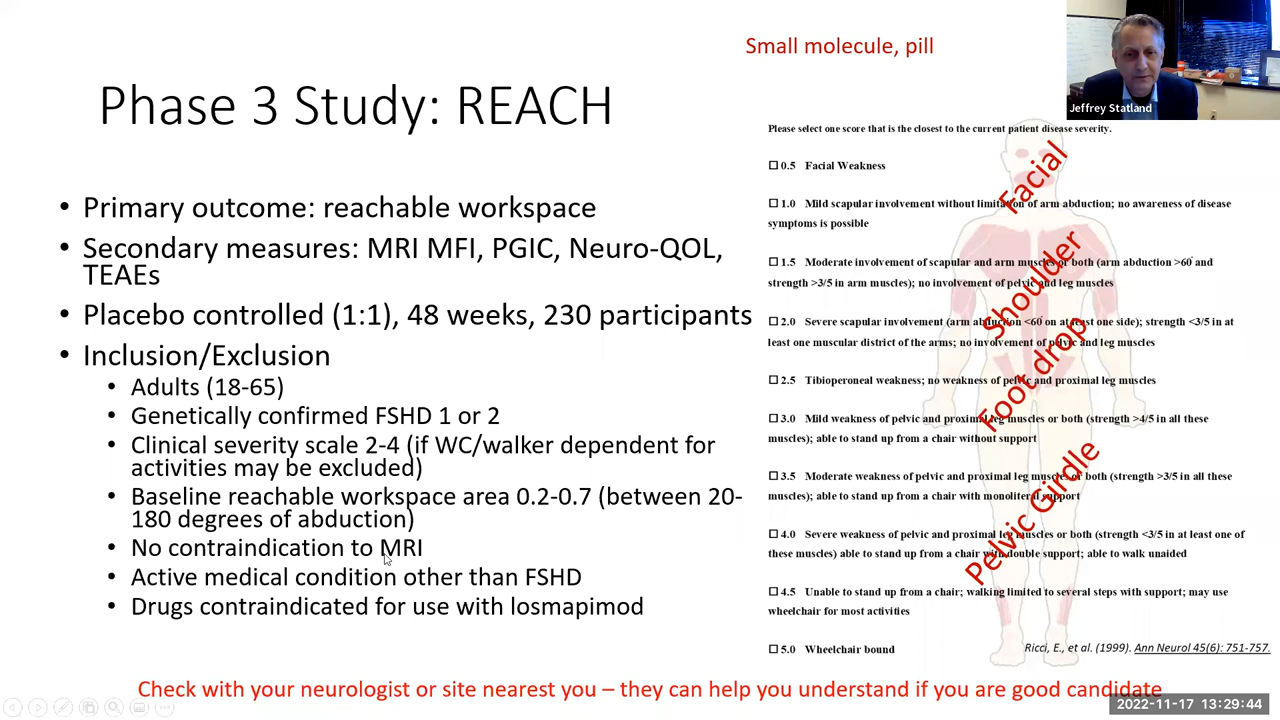 Small molecule, pill
Jeffrey Statland
Phase 3 Study: REACH
• Primary outcome: reachable workspace
• Secondary measures: MRI MFI, PGIC, Neuro-QOL,
TEAEs
• Placebo controlled (1:1), 48 weeks, 230 participants
• Inclusion/Exclusion
• Adults (18-65)
• Genetically confirmed FSHD 1 or 2
• Clinical severity scale 2-4 (if WC/walker dependent for
activities may be excluded)
• Baseline reachable workspace area 0.2-0.7 (between 20-
180 degrees of abduction)
• No contraindication to MRI
• Active medical condition other than FSHD
• Drugs contraindicated for use with losmapimod
Please select one score that is the closest to the current patient disease severity.
☐ 0.5 Facial Weakness
☐ 1.0 Mild scapular involvement without limitation of arm abduction; no awareness of disease
symptoms is possible
☐ 1.5 Moderate involvement of scapular and arm muscles or both (arm abduction >60° and
strength >3/5 in arm muscles); no involvement of pelvic and leg muscles
☐ 2.0 Severe scapular involvement (arm abduction <60° on at least one side); strength <3/5 in at
least one muscular district of the arms; no involvement of pelvic and leg muscles
☐ 2.5 Tibioperoneal weakness; no weakness of pelvic and proximal leg muscles
☐ 3.0 Mild weakness of pelvic and proximal leg muscles or both (strength >4/5 in all these
muscles); able to stand up from a chair without support
☐ 3.5 Moderate weakness of pelvic and proximal leg muscles or both (strength >3/5 in all these
muscles); able to stand up from a chair with monoliteral support
☐ 4.0 Severe weakness of pelvic and proximal leg muscles or both (strength <3/5 in at least one of
these muscles) able to stand up from a chair with double support; able to walk unaided
☐ 4.5 Unable to stand up from a chair; walking limited to several steps with support; may use
wheelchair for most activities
☐ 5.0 Wheelchair bound
Facial
Shoulder
Foot drop
Pelvic Girdle
Ricci, E., et al. (1999). Ann Neurol 45(6): 751-757.
Check with your neurologist or site nearest you – they can help you understand if you are good candidate
2022-11-17 13:29:44